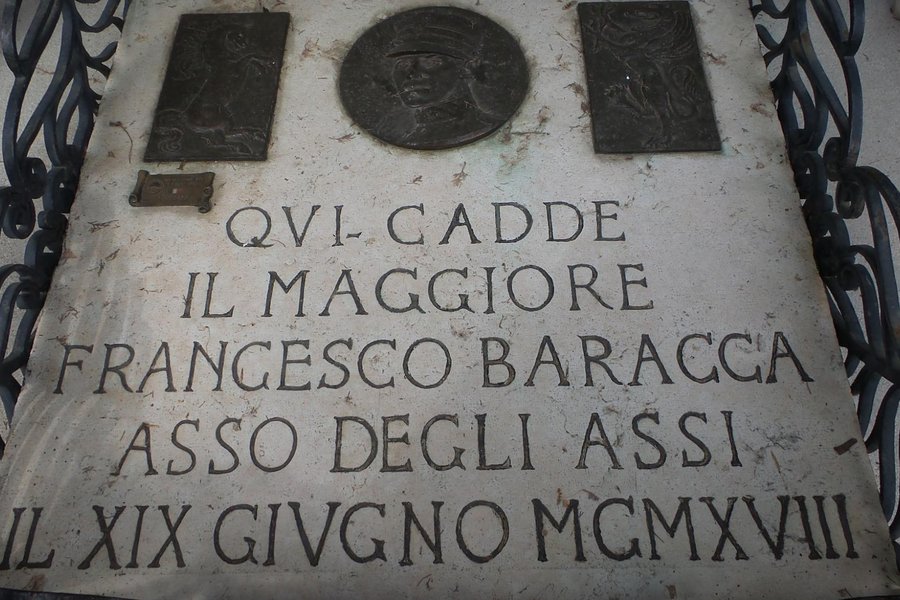 QVI-CADDE
IL MAGGIORE
FRANCESCO BARACCA
ASSO DEGLI ASSI
IL XIX GIVGNO MCMXVIII